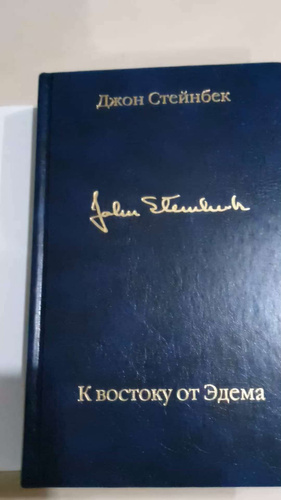 Джон Стейнбек
John Steinbeck
К востоку от Эдема